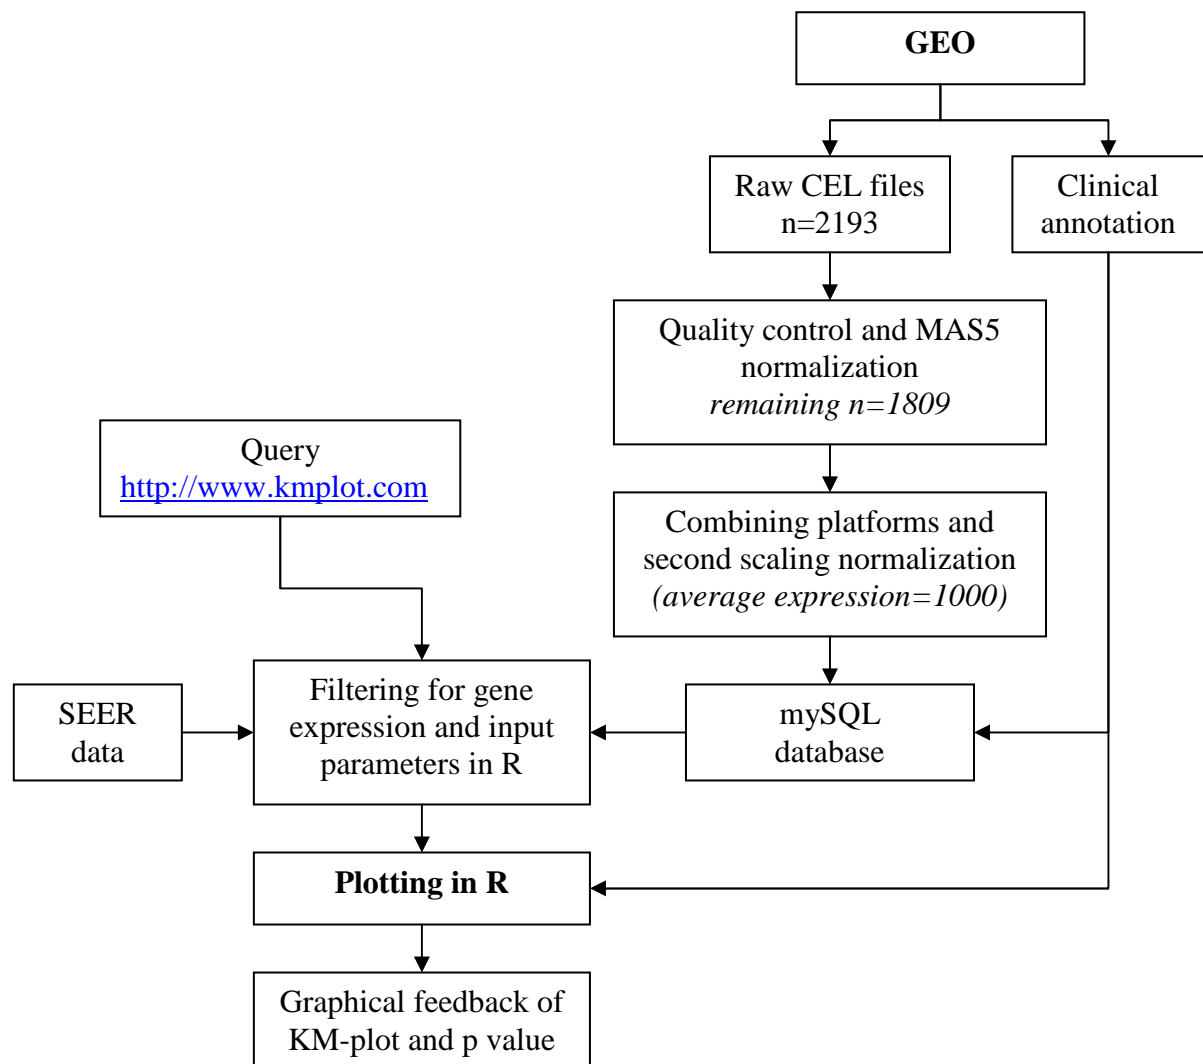 GEO
Raw CEL files
n=2193
Clinical
annotation
Quality control and MAS5
normalization
remaining n=1809
Query
http://www.kmplot.com
Combining platforms and
second scaling normalization
(average expression=1000)
SEER
data
Filtering for gene
expression and input
parameters in R
mySQL
database
Plotting in R
Graphical feedback of
KM-plot and p value